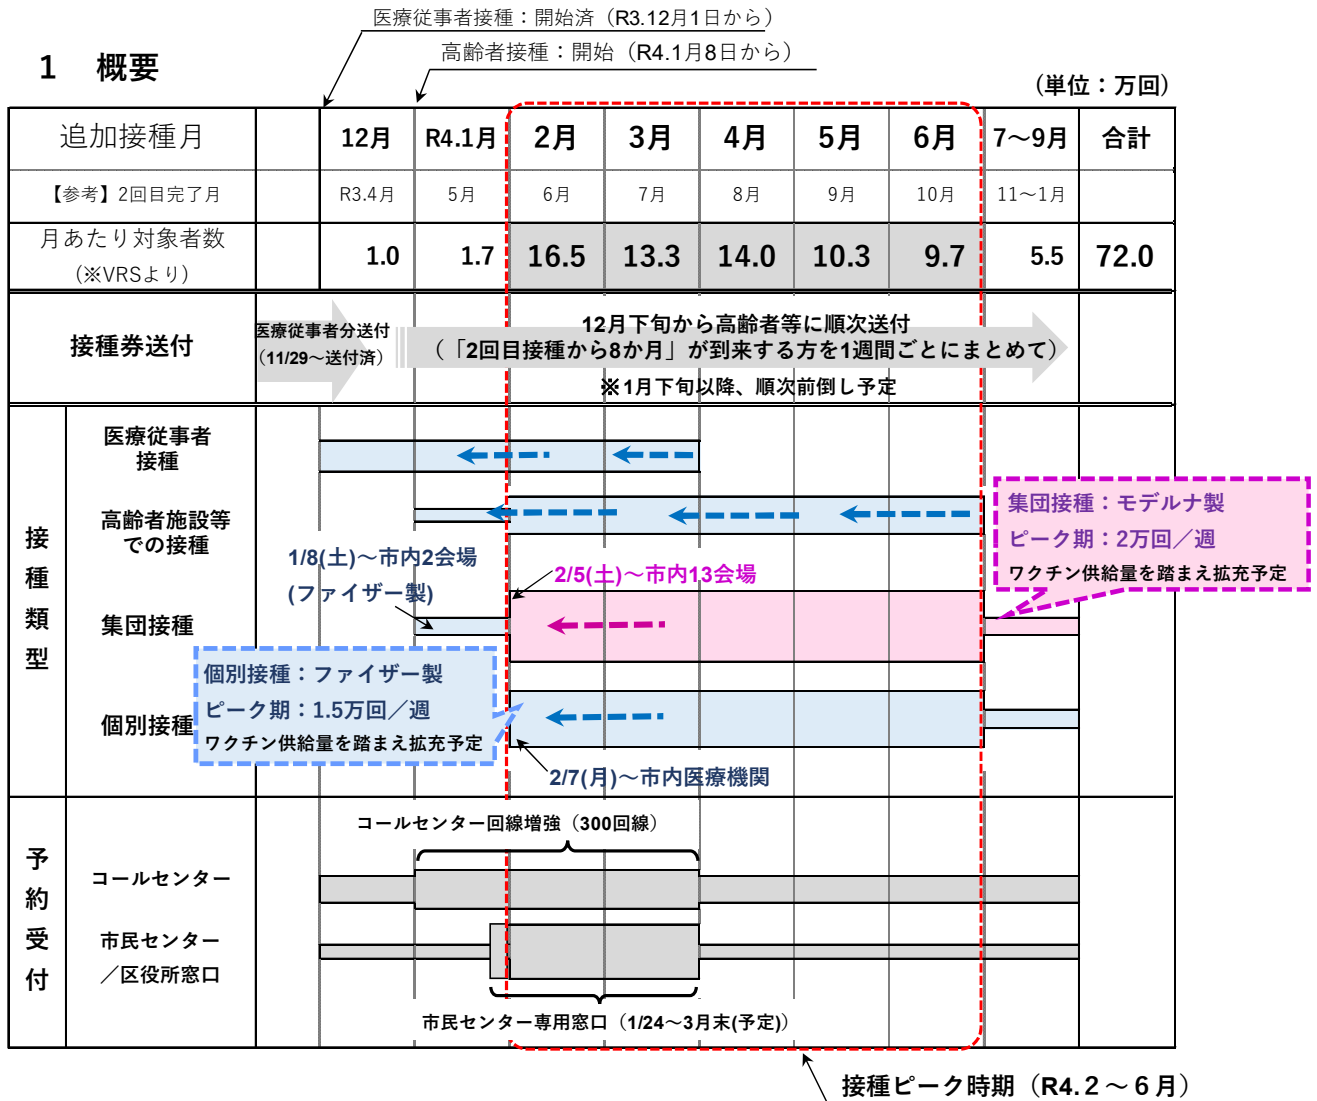 医療従事者接種：開始済（R3.12月1日から）
高齢者接種：開始（R4.1月8日から）
1　概要
（単位：万回）
追加接種月 12月 R4.1月 2月 3月 4月 5月 6月 7～9月 合計
【参考】2回目完了月 R3.4月 5月 6月 7月 8月 9月 10月 11～1月
月あたり対象者数
（※VRSより）
1.0 1.7 16.5 13.3 14.0 10.3 9.7 5.5 72.0
接種券送付
医療従事者分送付
（11/29～送付済）
12月下旬から高齢者等に順次送付
（「2回目接種から8か月」が到来する方を1週間ごとにまとめて）
※1月下旬以降、順次前倒し予定
接種類型
医療従事者
接種
高齢者施設等
での接種
集団接種：モデルナ製
ピーク期：2万回／週
ワクチン供給量を踏まえ拡充予定
1/8(土)～市内2会場
(ファイザー製)
2/5(土)～市内13会場
集団接種
個別接種：ファイザー製
ピーク期：1.5万回／週
ワクチン供給量を踏まえ拡充予定
個別接種
2/7(月)～市内医療機関
予約受付
コールセンター回線増強（300回線）
コールセンター
市民センター
／区役所窓口
市民センター専用窓口（1/24～3月末(予定)）
接種ピーク時期（R4.２～６月）